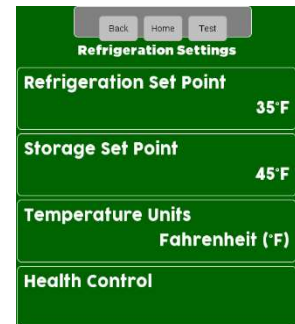 Back Home Test
Refrigeration Settings
Refrigeration Set Point
35°F
Storage Set Point
45°F
Temperature Units
Fahrenheit (°F)
Health Control